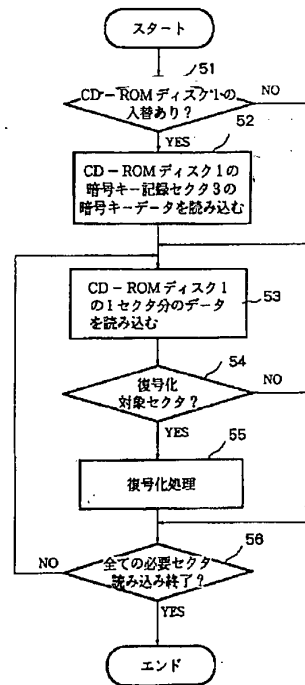 スタート
51
CD－ROMディスク1の
入替あり？
NO
52
YES
CD－ROMディスク1の
暗号キー記録セクタ3の
暗号キーデータを読み込む
CD－ROMディスク1
の1セクタ分のデータ
を読み込む
53
54
復号化
対象セクタ？
NO
YES
55
復号化処理
56
NO
全ての必要セクタ
読み込み終了？
YES
エンド